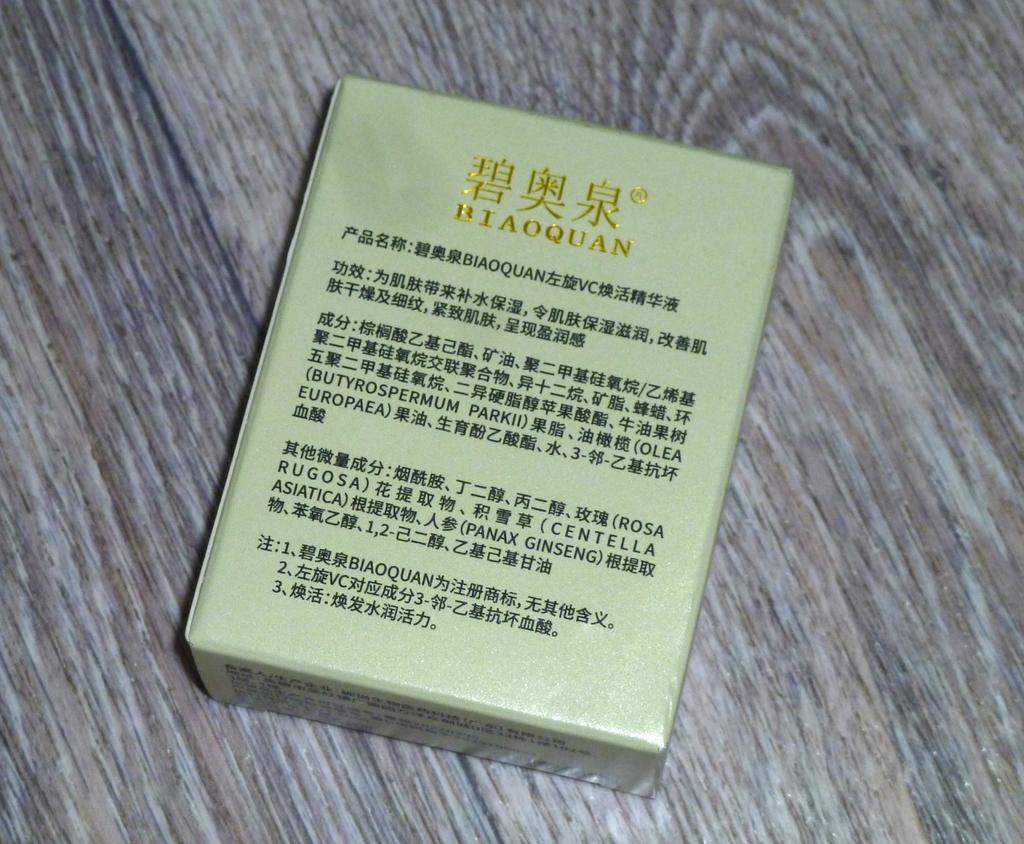 碧奥泉®
BIAOQUAN
产品名称:碧奥泉BIAOQUAN左旋VC焕活精华液
功效:为肌肤带来补水保湿,令肌肤保湿滋润,改善肌
肤干燥及细纹,紧致肌肤,呈现盈润感
成分:棕榈酸乙基己酯、矿油、聚二甲基硅氧烷/乙烯基
聚二甲基硅氧烷交联聚合物、异十二烷、矿脂、蜂蜡、环
五聚二甲基硅氧烷、二异硬脂醇苹果酸酯、牛油果树
(BUTYROSPERMUM PARKII)果脂、油橄榄(OLEA
EUROPAEA)果油、生育酚乙酸酯、水、3-邻-乙基抗坏
血酸
其他微量成分:烟酰胺、丁二醇、丙二醇、玫瑰(ROSA
RUGOSA)花提取物、积雪草(CENTELLA
ASIATICA)根提取物、人参(PANAX GINSENG)根提取
物、苯氧乙醇、1,2-己二醇、乙基己基甘油
注:1、碧奥泉BIAOQUAN为注册商标,无其他含义。
2、左旋VC对应成分3-邻-乙基抗坏血酸。
3、焕活:焕发水润活力。